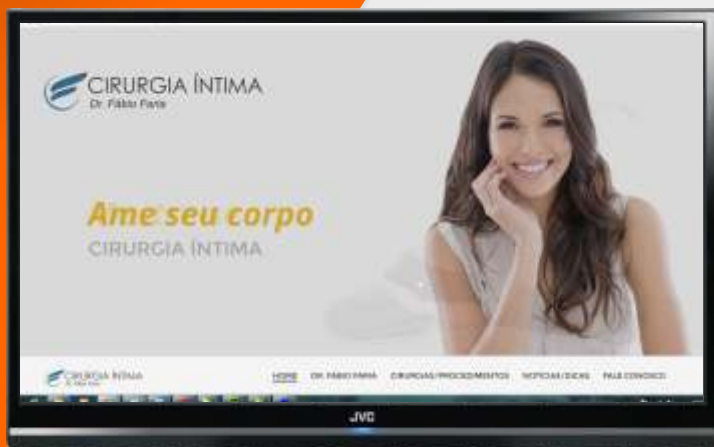 CIRURGIA ÍNTIMA
Dr. Fábio Faria
Ame seu corpo
CIRURGIA ÍNTIMA
CIRURGIA ÍNTIMA
HOME DR. FABIO FARIA CIRURGIAS/PROCEDIMENTOS NOTÍCIAS/DICAS FALE CONOSCO
JVC